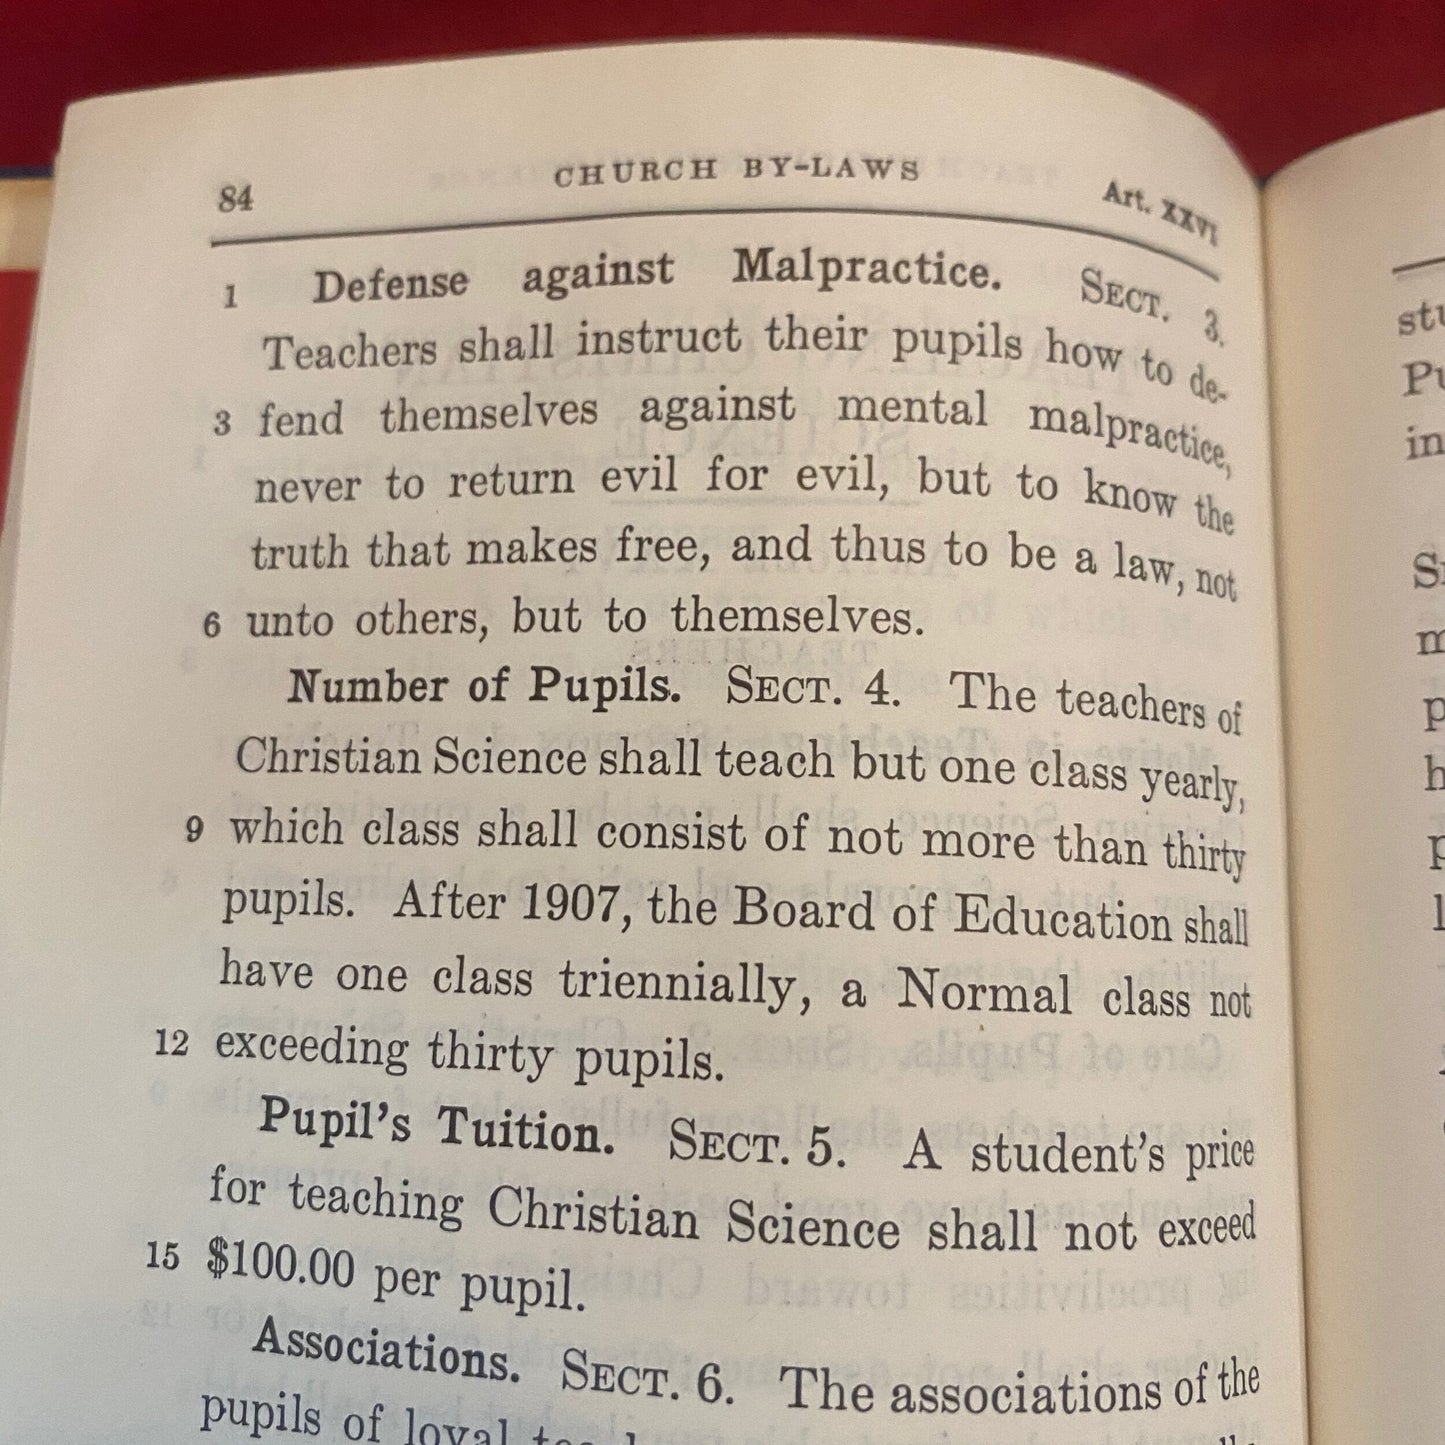 84 CHURCH BY-LAWS Art. XXVI
1 Defense against Malpractice. SECT. 3.
Teachers shall instruct their pupils how to de-
3 fend themselves against mental malpractice,
never to return evil for evil, but to know the
truth that makes free, and thus to be a law, not
6 unto others, but to themselves.
Number of Pupils. SECT. 4. The teachers of
Christian Science shall teach but one class yearly,
9 which class shall consist of not more than thirty
pupils. After 1907, the Board of Education shall
have one class triennially, a Normal class not
12 exceeding thirty pupils.
Pupil's Tuition. SECT. 5. A student's price
for teaching Christian Science shall not exceed
15 $100.00 per pupil.
Associations. SECT. 6. The associations of the
pupils of loyal
in